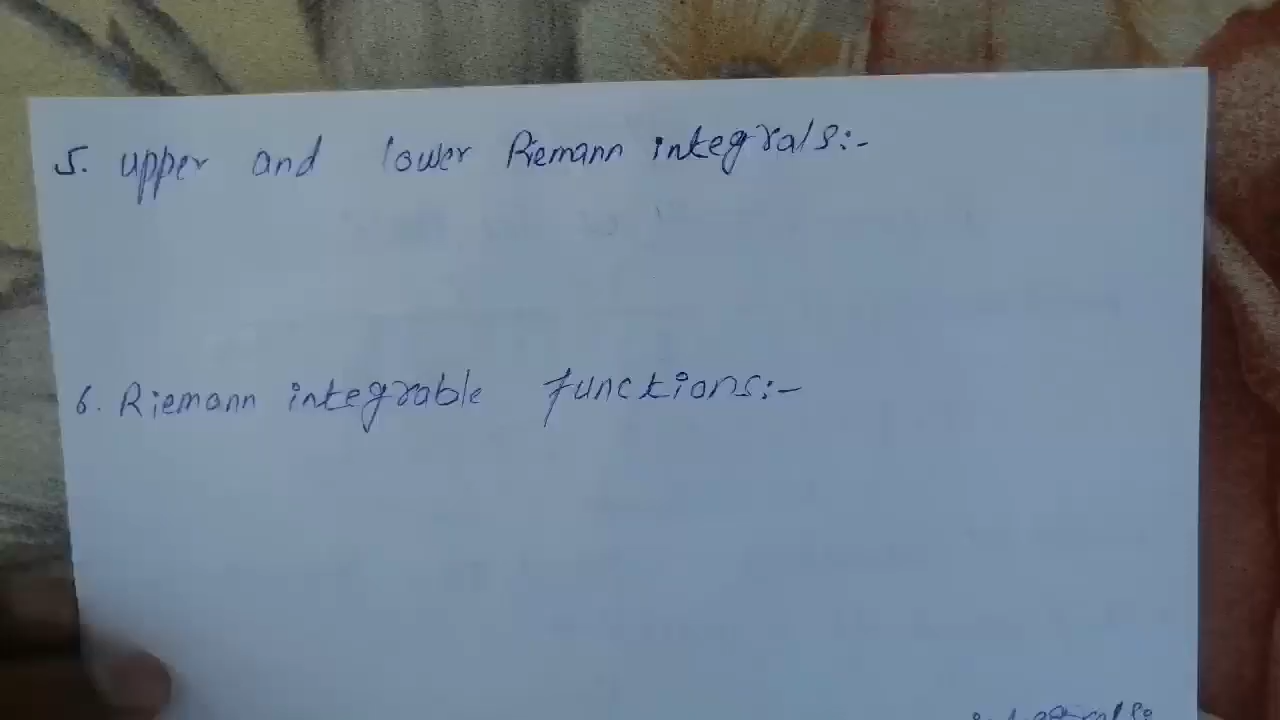 5. upper and lower Riemann integrals:-
6. Riemann integrable functions:-